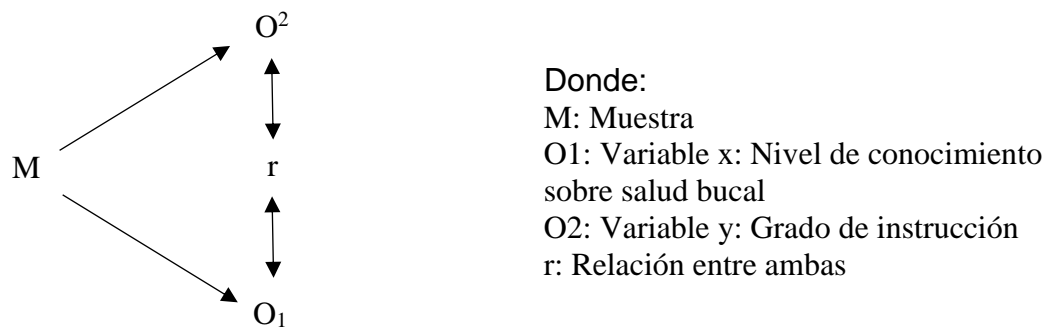 O²
M
r
O₁
Donde:
M: Muestra
O1: Variable x: Nivel de conocimiento
sobre salud bucal
O2: Variable y: Grado de instrucción
r: Relación entre ambas